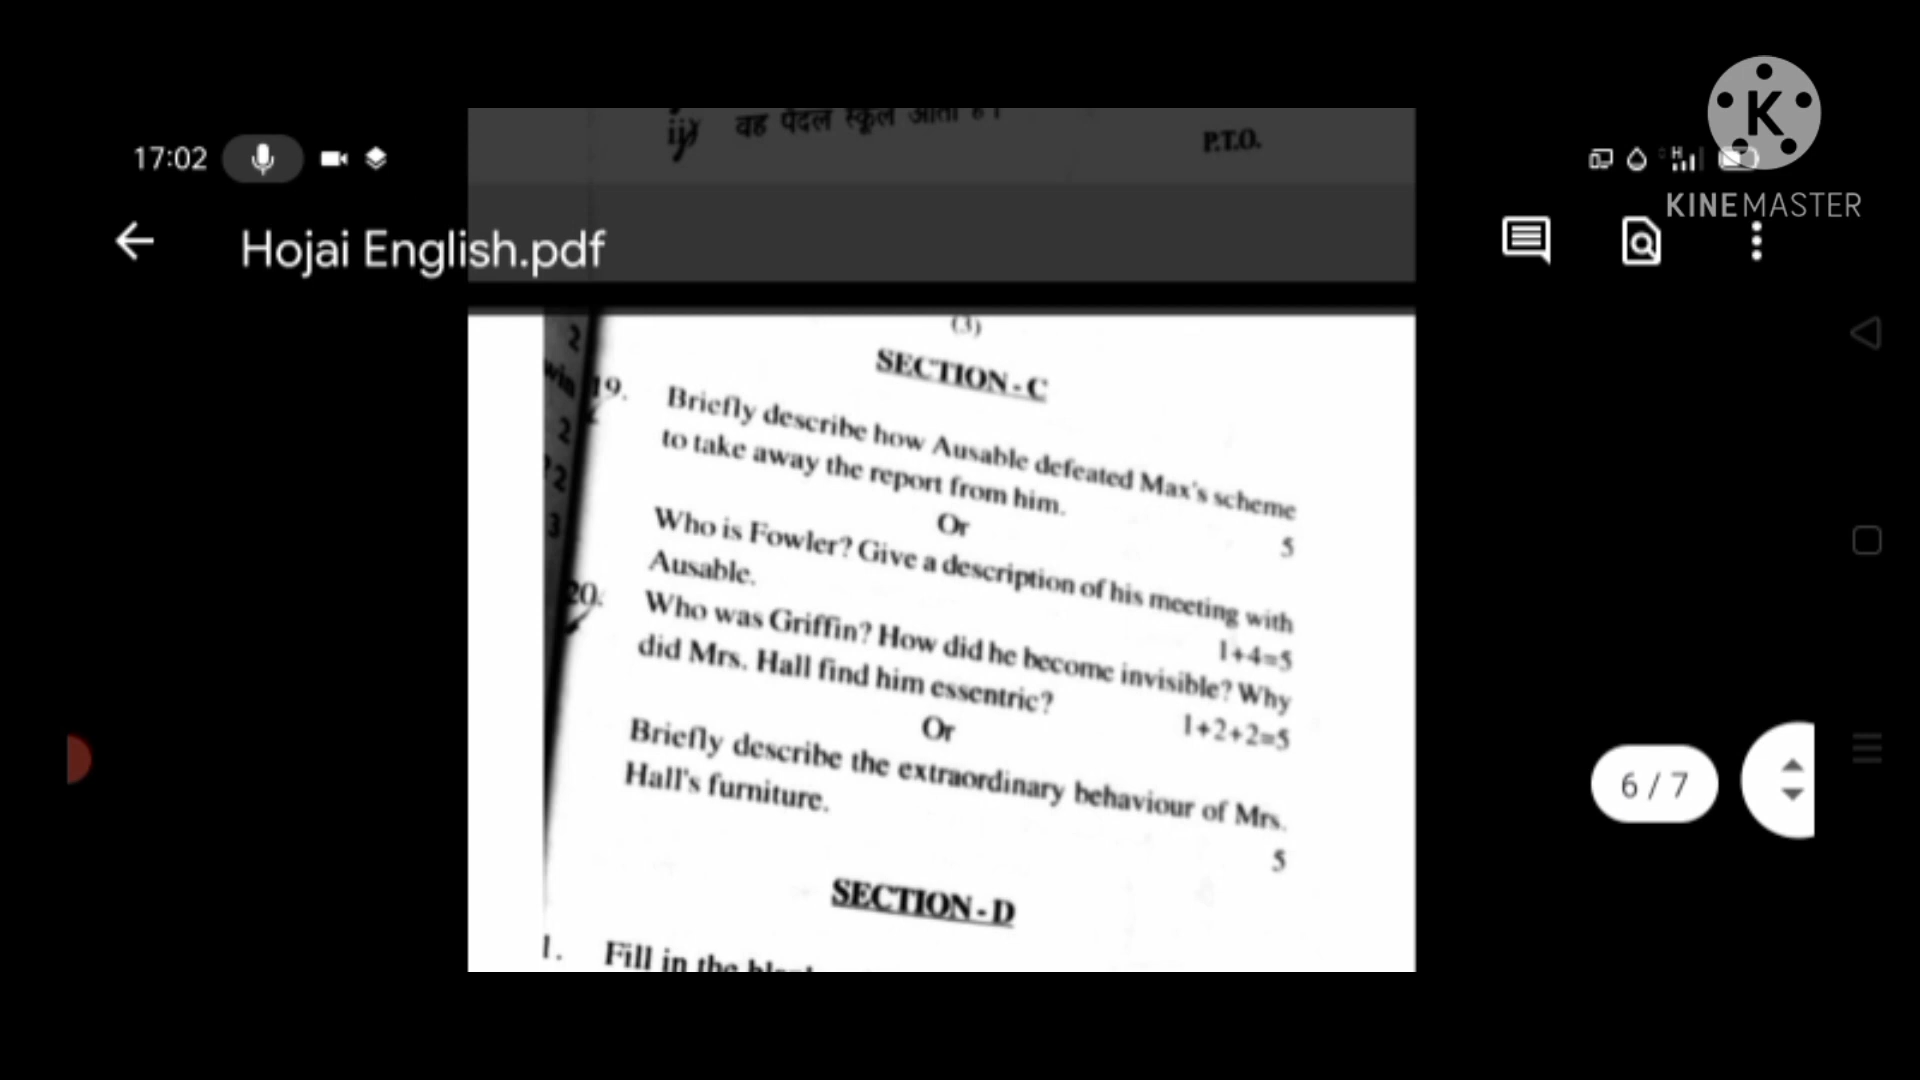 ii) वह पैदल स्कूल आता है।
P.T.O.
17:02
KINEMASTER
Hojai English.pdf
(3)
SECTION - C
19. Briefly describe how Ausable defeated Max's scheme
to take away the report from him. 5
Or
Who is Fowler? Give a description of his meeting with
Ausable. 1+4=5
20. Who was Griffin? How did he become invisible? Why
did Mrs. Hall find him essentric? 1+2+2=5
Or
Briefly describe the extraordinary behaviour of Mrs.
Hall's furniture. 5
6 / 7
SECTION - D
1. Fill in the